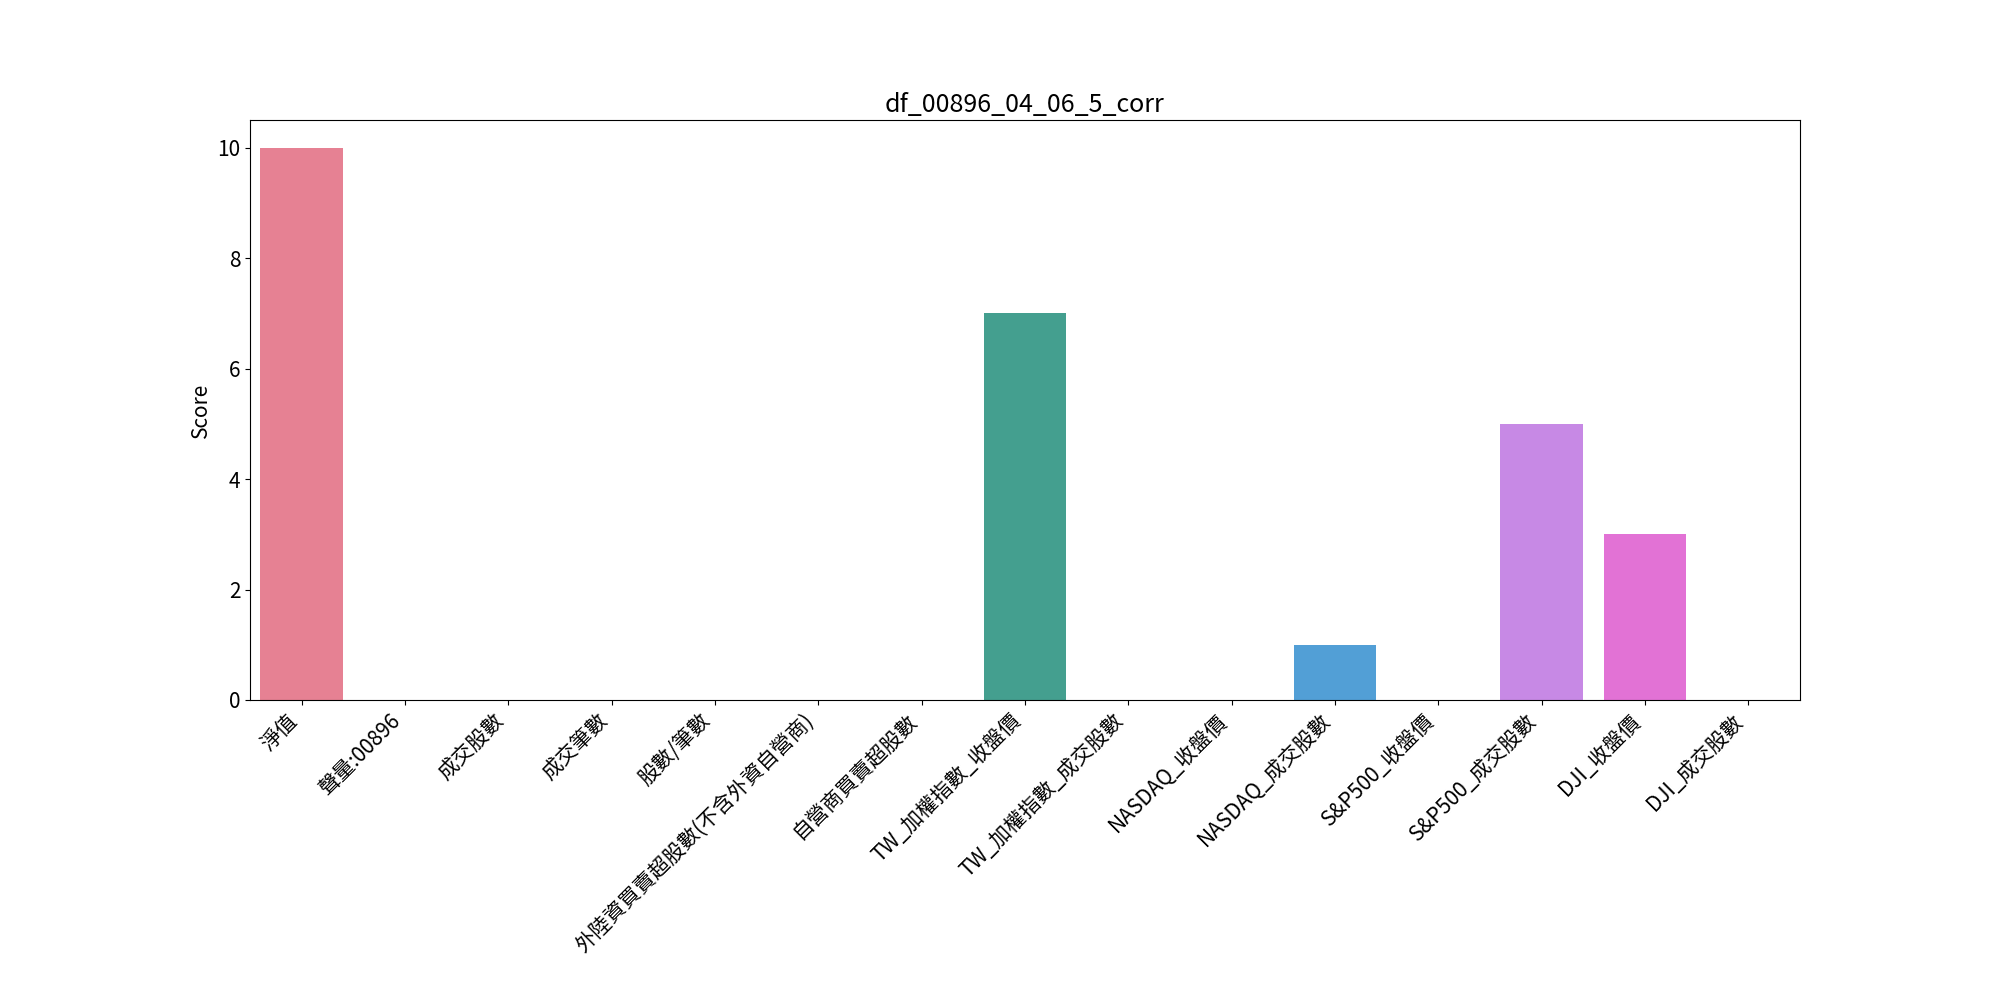 df_00896_04_06_5_corr
Score
10
8
6
4
2
0
淨值
聲量:00896
成交股數
成交筆數
股數/筆數
外陸資買賣超股數(不含外資自營商)
自營商買賣超股數
TW_加權指數_收盤價
TW_加權指數_成交股數
NASDAQ_收盤價
NASDAQ_成交股數
S&P500_收盤價
S&P500_成交股數
DJI_收盤價
DJI_成交股數